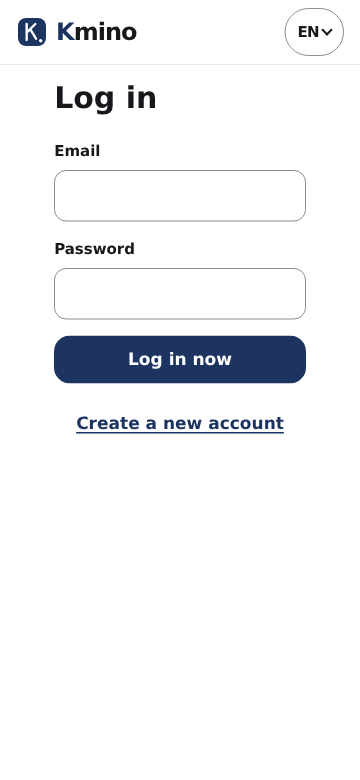 K. Kmino
EN
Log in
Email
Password
Log in now
Create a new account